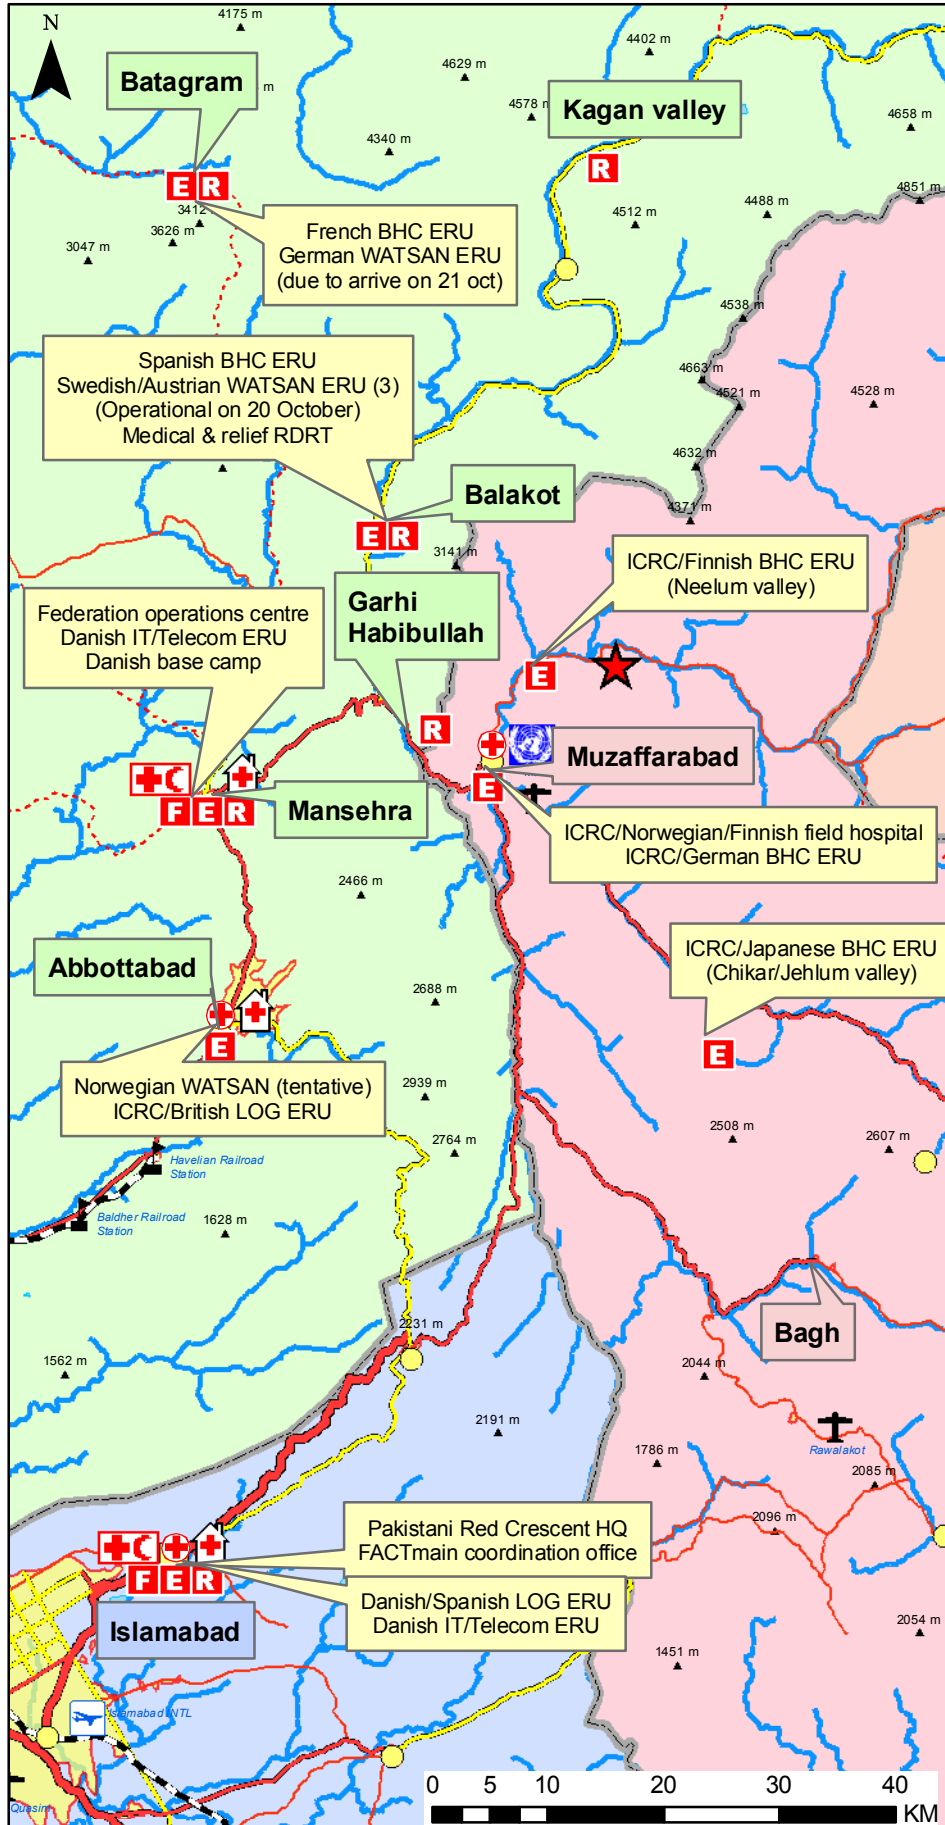 4175 m
N
4402 m
4629 m
Batagram
m
4578 m
Kagan valley
4658 m
4340 m
R
4851 m
E R
4488 m
3412
4512 m
3626 m
3047 m
French BHC ERU
German WATSAN ERU
(due to arrive on 21 oct)
4538 m
Spanish BHC ERU
Swedish/Austrian WATSAN ERU (3)
(Operational on 20 October)
Medical & relief RDRT
4663 m
4521 m
4528 m
4632 m
Balakot
4371 m
E R
3141 m
ICRC/Finnish BHC ERU
(Neelum valley)
Garhi
Habibullah
Federation operations centre
Danish IT/Telecom ERU
Danish base camp
E
R
Muzaffarabad
E
Mansehra
F E R
ICRC/Norwegian/Finnish field hospital
ICRC/German BHC ERU
2466 m
ICRC/Japanese BHC ERU
(Chikar/Jehlum valley)
Abbottabad
2688 m
E
E
Norwegian WATSAN (tentative)
ICRC/British LOG ERU
2939 m
2508 m
2764 m
2607 m
Havelian Railroad
Station
Baldher Railroad
Station
1628 m
2231 m
Bagh
1562 m
2044 m
2191 m
Rawalakot
1786 m
2085 m
2096 m
Pakistani Red Crescent HQ
FACTmain coordination office
F E R
Danish/Spanish LOG ERU
Danish IT/Telecom ERU
Islamabad
2054 m
1451 m
Islamabad INTL
0 5 10 20 30 40
KM
Quasim